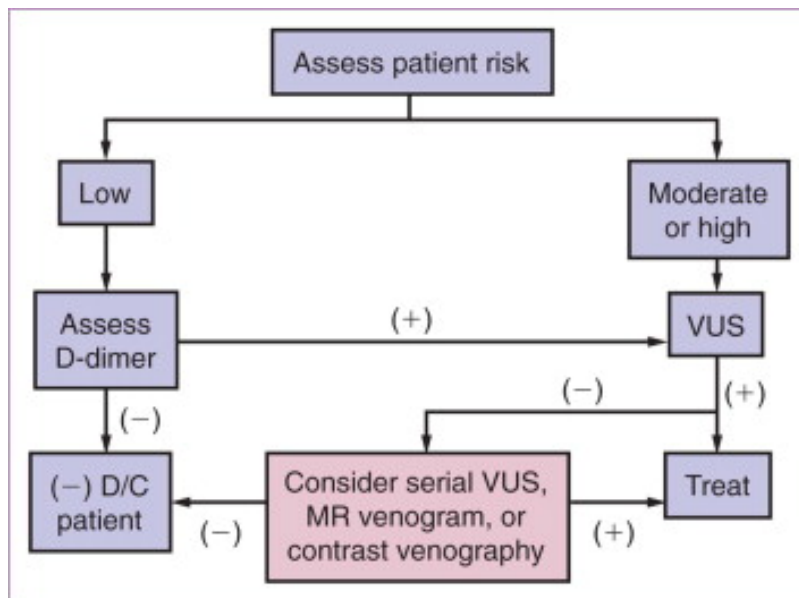 Assess patient risk
Low
Moderate
or high
Assess
D-dimer
(+)
VUS
(−)
(−)
(+)
(−) D/C
patient
(−)
Consider serial VUS,
MR venogram, or
contrast venography
(+)
Treat